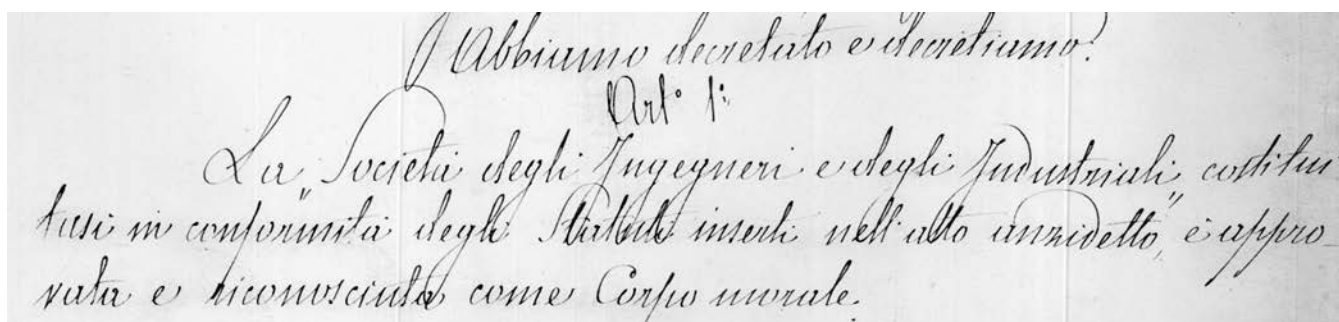 Abbiamo decretato e decretiamo:
Art.° 1°:
La Società degli Ingegneri e degli Industriali, costitui
tasi in conformità degli Statuti inserti nell'atto anzidetto, è appro-
vata e riconosciuta come Corpo morale.